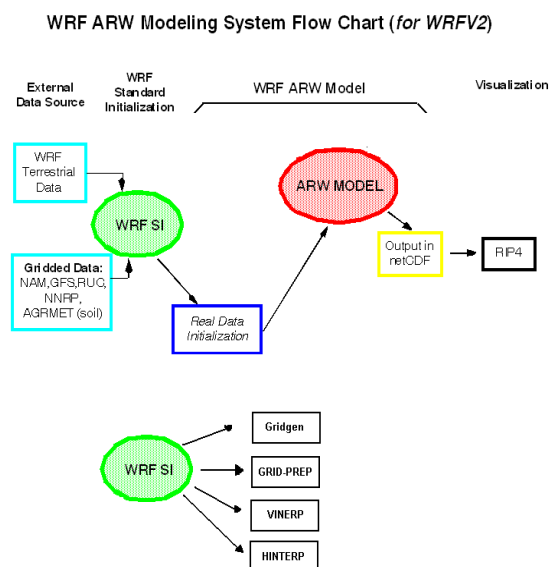 WRF ARW Modeling System Flow Chart (for WRFV2)
External
Data Source
WRF
Standard
Initialization
WRF ARW Model
Visualization
WRF
Terrestrial
Data
WRF SI
ARW MODEL
Gridded Data:
NAM,GFS,RUC,
NNRP,
AGRMET (soil)
Real Data
Initialization
Output in
netCDF
RIP4
WRF SI
Gridgen
GRID-PREP
VINERP
HINTERP